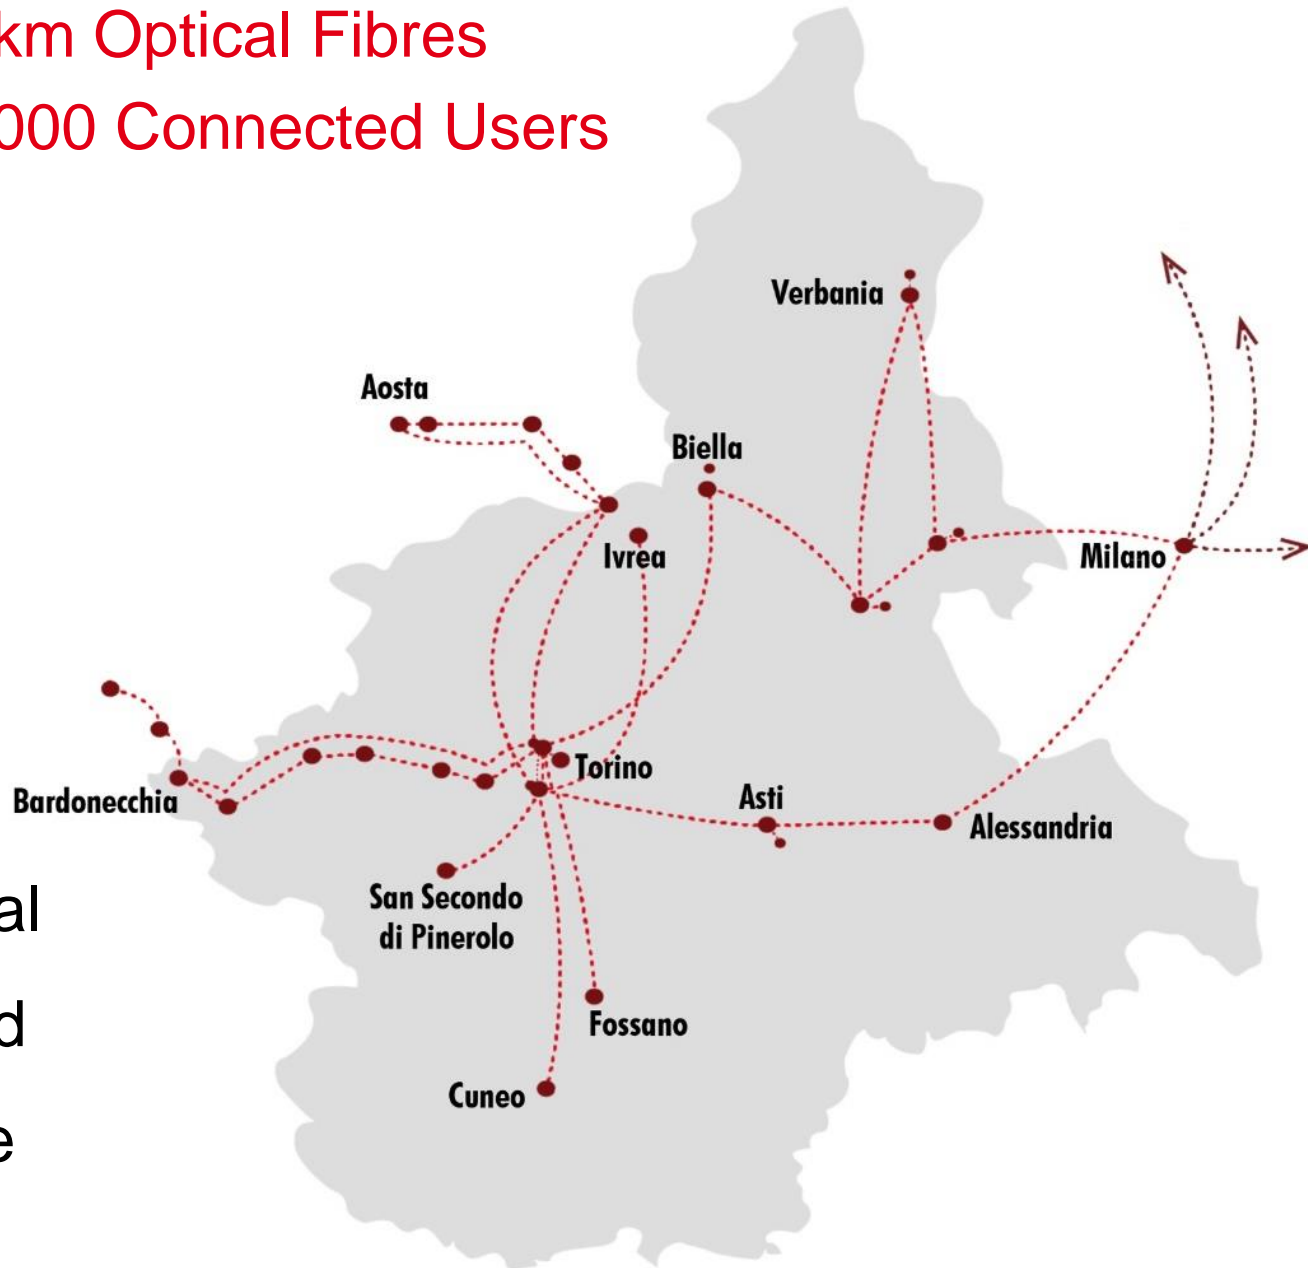 km Optical Fibres
000 Connected Users
Verbania
Aosta
Biella
Ivrea
Milano
Torino
Bardonecchia
Asti
Alessandria
San Secondo
di Pinerolo
al
d
Fossano
Cuneo
e